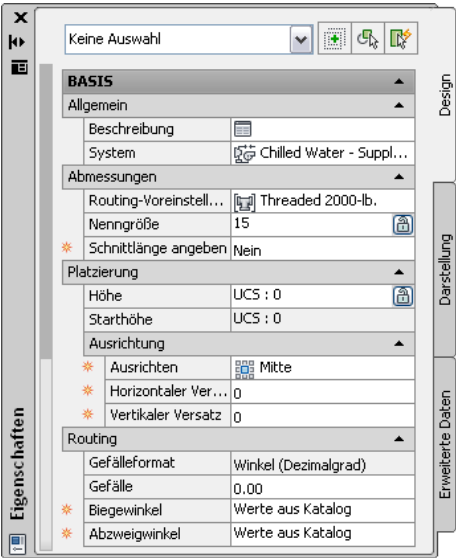 Keine Auswahl
BASIS
Allgemein
Beschreibung
System Chilled Water - Suppl...
Abmessungen
Routing-Voreinstell... Threaded 2000-lb.
Nenngröße 15
Schnittlänge angeben Nein
Platzierung
Höhe UCS : 0
Starthöhe UCS : 0
Ausrichtung
Ausrichten Mitte
Horizontaler Ver... 0
Vertikaler Versatz 0
Routing
Gefälleformat Winkel (Dezimalgrad)
Gefälle 0.00
Biegewinkel Werte aus Katalog
Abzweigwinkel Werte aus Katalog
Design
Darstellung
Erweiterte Daten
Eigenschaften